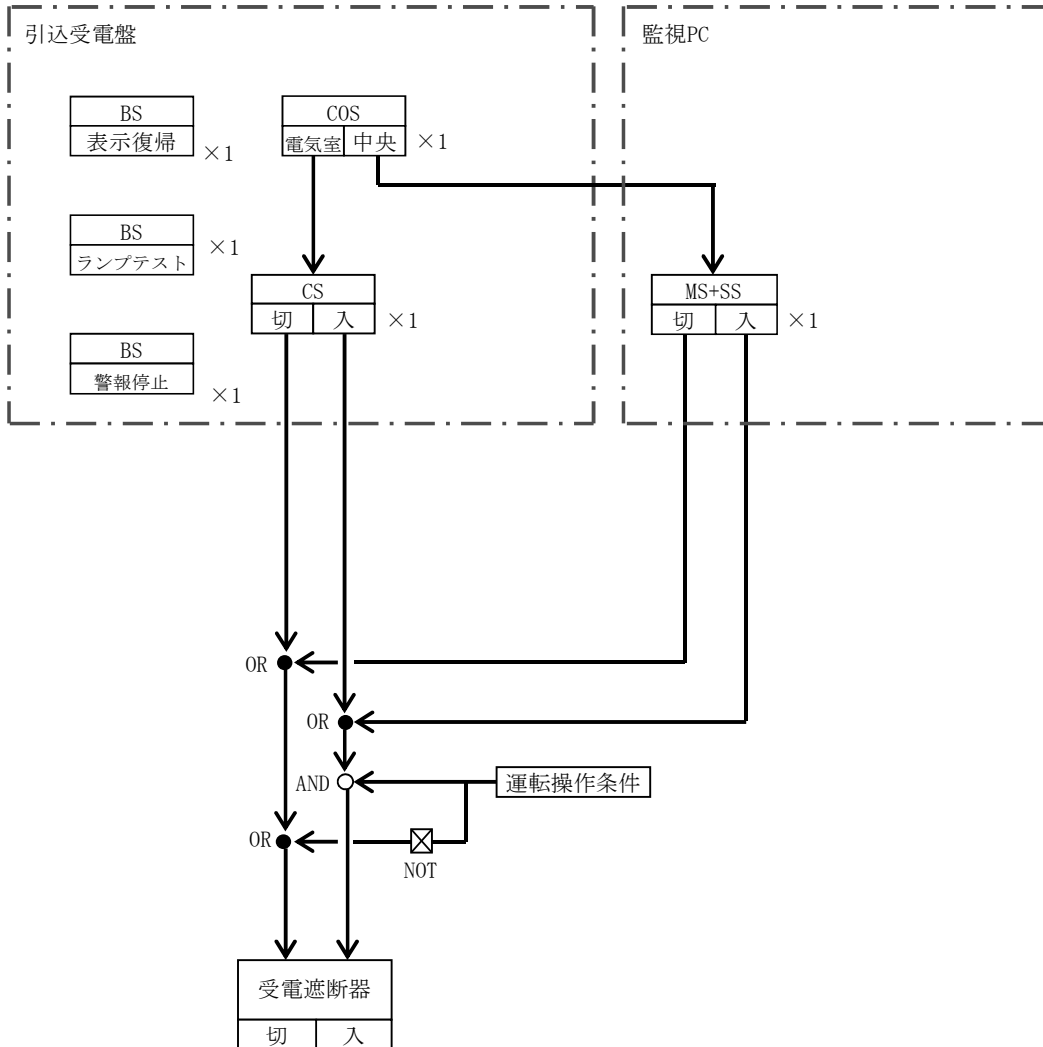 引込受電盤
監視PC
BS
表示復帰
×1
COS
電気室 中央
×1
BS
ランプテスト
×1
CS
切 入
×1
MS+SS
切 入
×1
BS
警報停止
×1
OR
OR
AND
運転操作条件
OR
NOT
受電遮断器
切 入